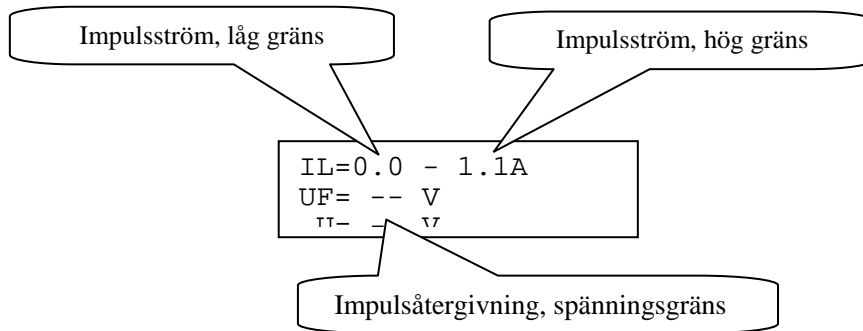 Impulsström, låg gräns
Impulsström, hög gräns
IL=0.0 - 1.1A
UF= -- V
Impulsåtergivning, spänningsgräns